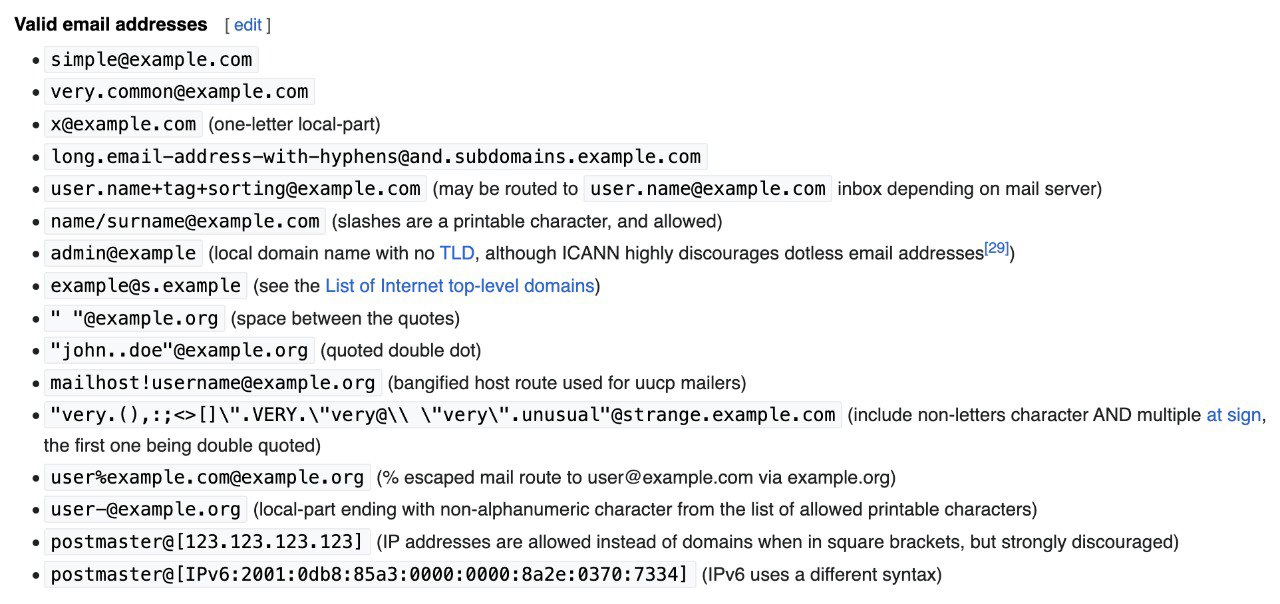 Valid email addresses [ edit ]
• simple@example.com
• very.common@example.com
• x@example.com (one-letter local-part)
• long.email-address-with-hyphens@and.subdomains.example.com
• user.name+tag+sorting@example.com (may be routed to user.name@example.com inbox depending on mail server)
• name/surname@example.com (slashes are a printable character, and allowed)
• admin@example (local domain name with no TLD, although ICANN highly discourages dotless email addresses[29])
• example@s.example (see the List of Internet top-level domains)
• " "@example.org (space between the quotes)
• "john..doe"@example.org (quoted double dot)
• mailhost!username@example.org (bangified host route used for uucp mailers)
• "very.(),:;<>[]\".VERY.\"very@\\ \"very\".unusual"@strange.example.com (include non-letters character AND multiple at sign,
the first one being double quoted)
• user%example.com@example.org (% escaped mail route to user@example.com via example.org)
• user-@example.org (local-part ending with non-alphanumeric character from the list of allowed printable characters)
• postmaster@[123.123.123.123] (IP addresses are allowed instead of domains when in square brackets, but strongly discouraged)
• postmaster@[IPv6:2001:0db8:85a3:0000:0000:8a2e:0370:7334] (IPv6 uses a different syntax)